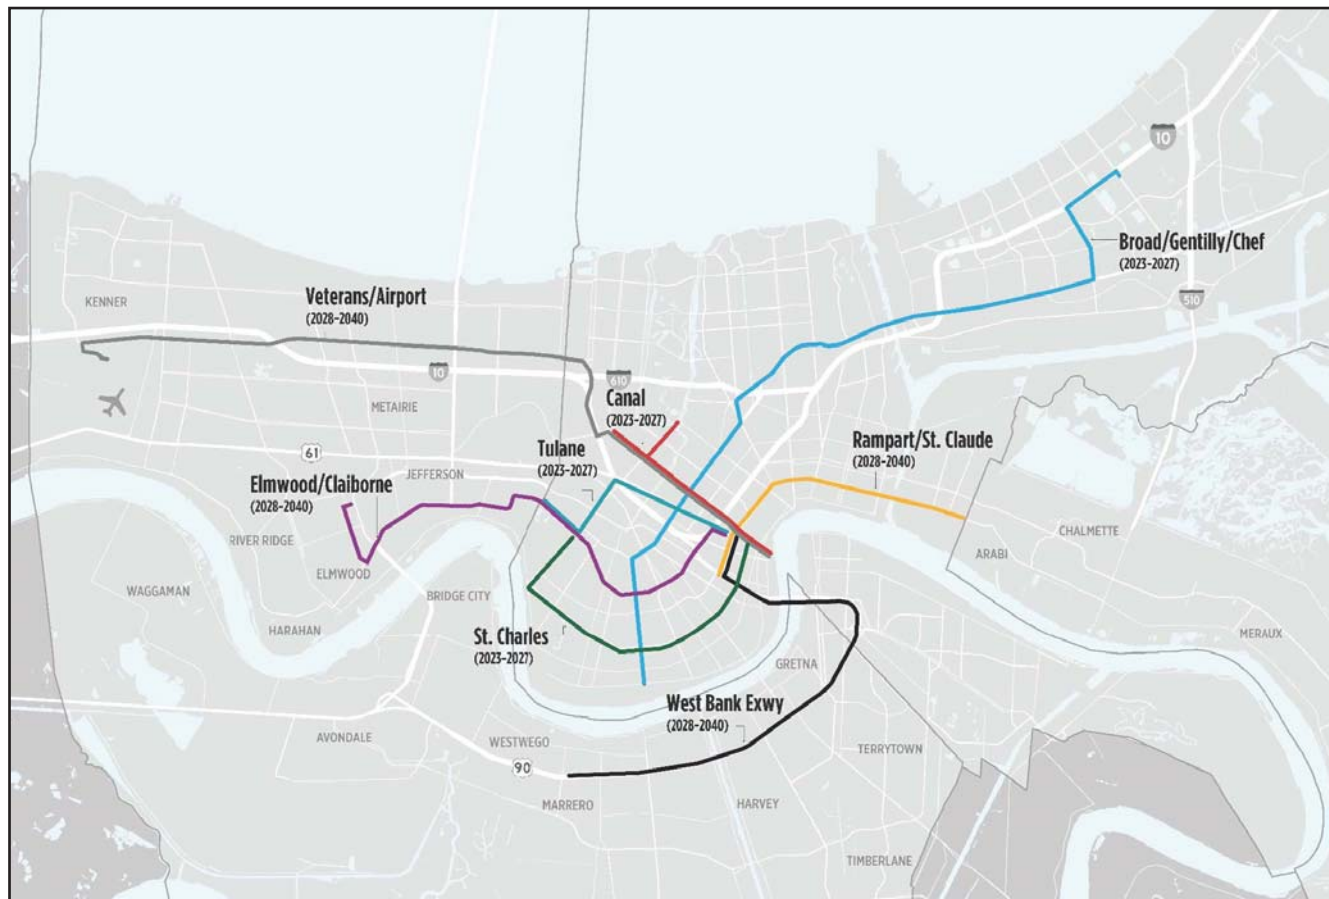 10
Broad/Gentilly/Chef
(2023-2027)
510
KENNER
Veterans/Airport
(2028-2040)
10
610
METAIRIE
Canal
(2023-2027)
Tulane
(2023-2027)
Rampart/St. Claude
(2028-2040)
61
JEFFERSON
Elmwood/Claiborne
(2028-2040)
RIVER RIDGE
ELMWOOD
CHALMETTE
ARABI
WAGGAMAN
BRIDGE CITY
HARAHAN
MERAUX
St. Charles
(2023-2027)
GRETNA
West Bank Exwy
(2028-2040)
AVONDALE
WESTWEGO
TERRYTOWN
90
MARRERO
HARVEY
TIMBERLANE